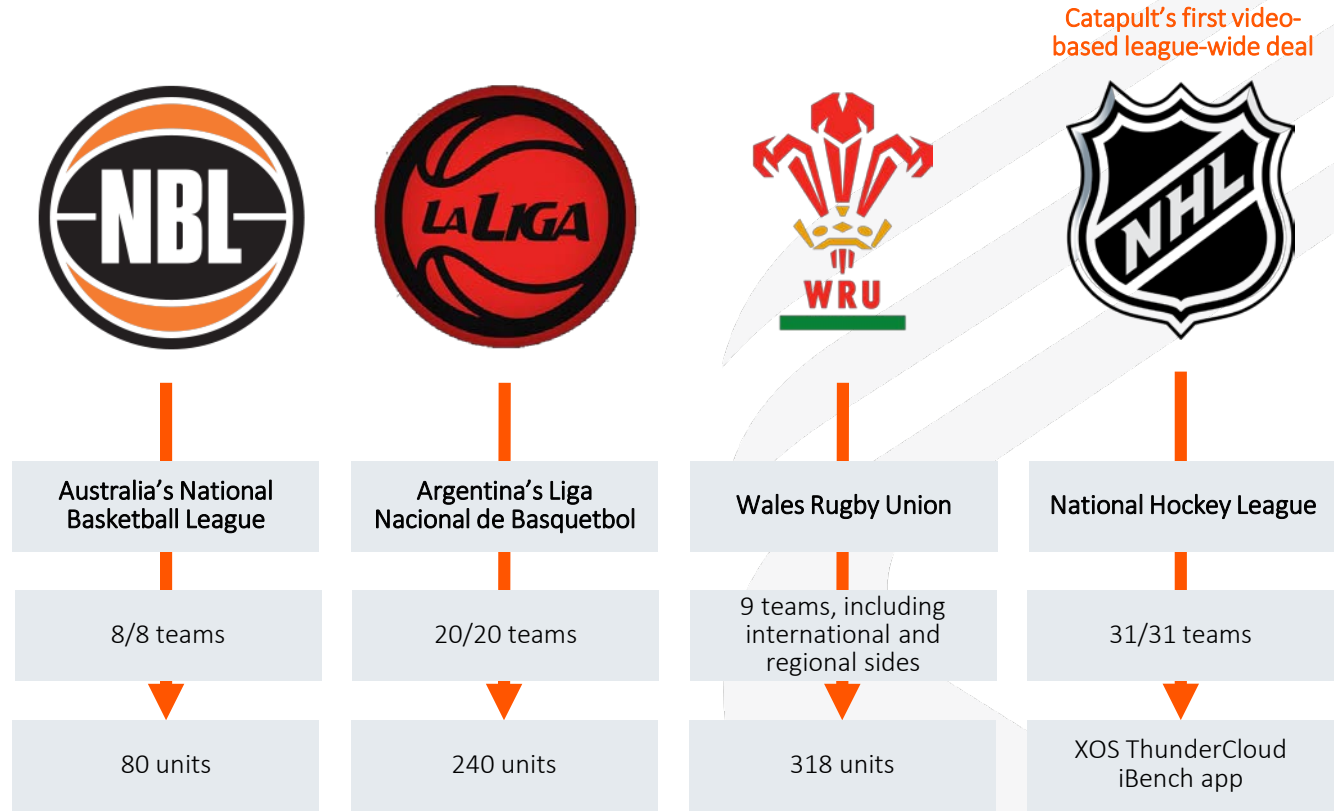 Catapult's first video-
based league-wide deal
NBL
LA LIGA
WRU
NHL
Australia's National
Basketball League
Argentina's Liga
Nacional de Basquetbol
Wales Rugby Union
National Hockey League
8/8 teams
20/20 teams
9 teams, including
international and
regional sides
31/31 teams
80 units
240 units
318 units
XOS ThunderCloud
iBench app